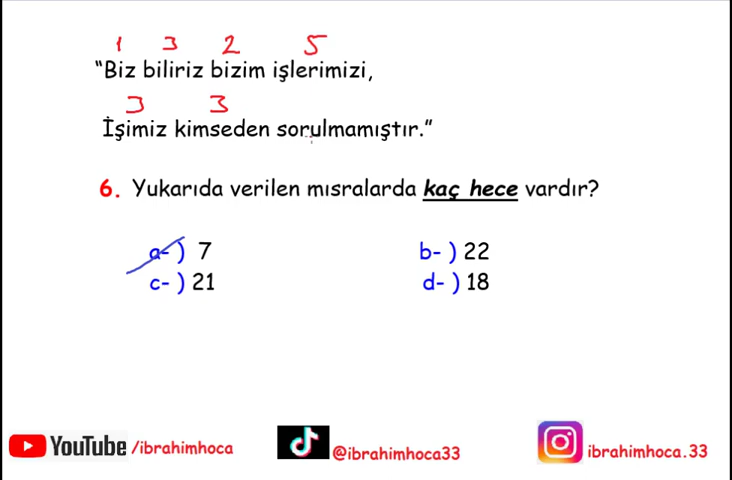 1 3 2 5
"Biz biliriz bizim işlerimizi,
3 3
İşimiz kimseden sorulmamıştır."
6. Yukarıda verilen mısralarda kaç hece vardır?
a- ) 7 b- ) 22
c- ) 21 d- ) 18
YouTube /ibrahimhoca @ibrahimhoca33 ibrahimhoca.33